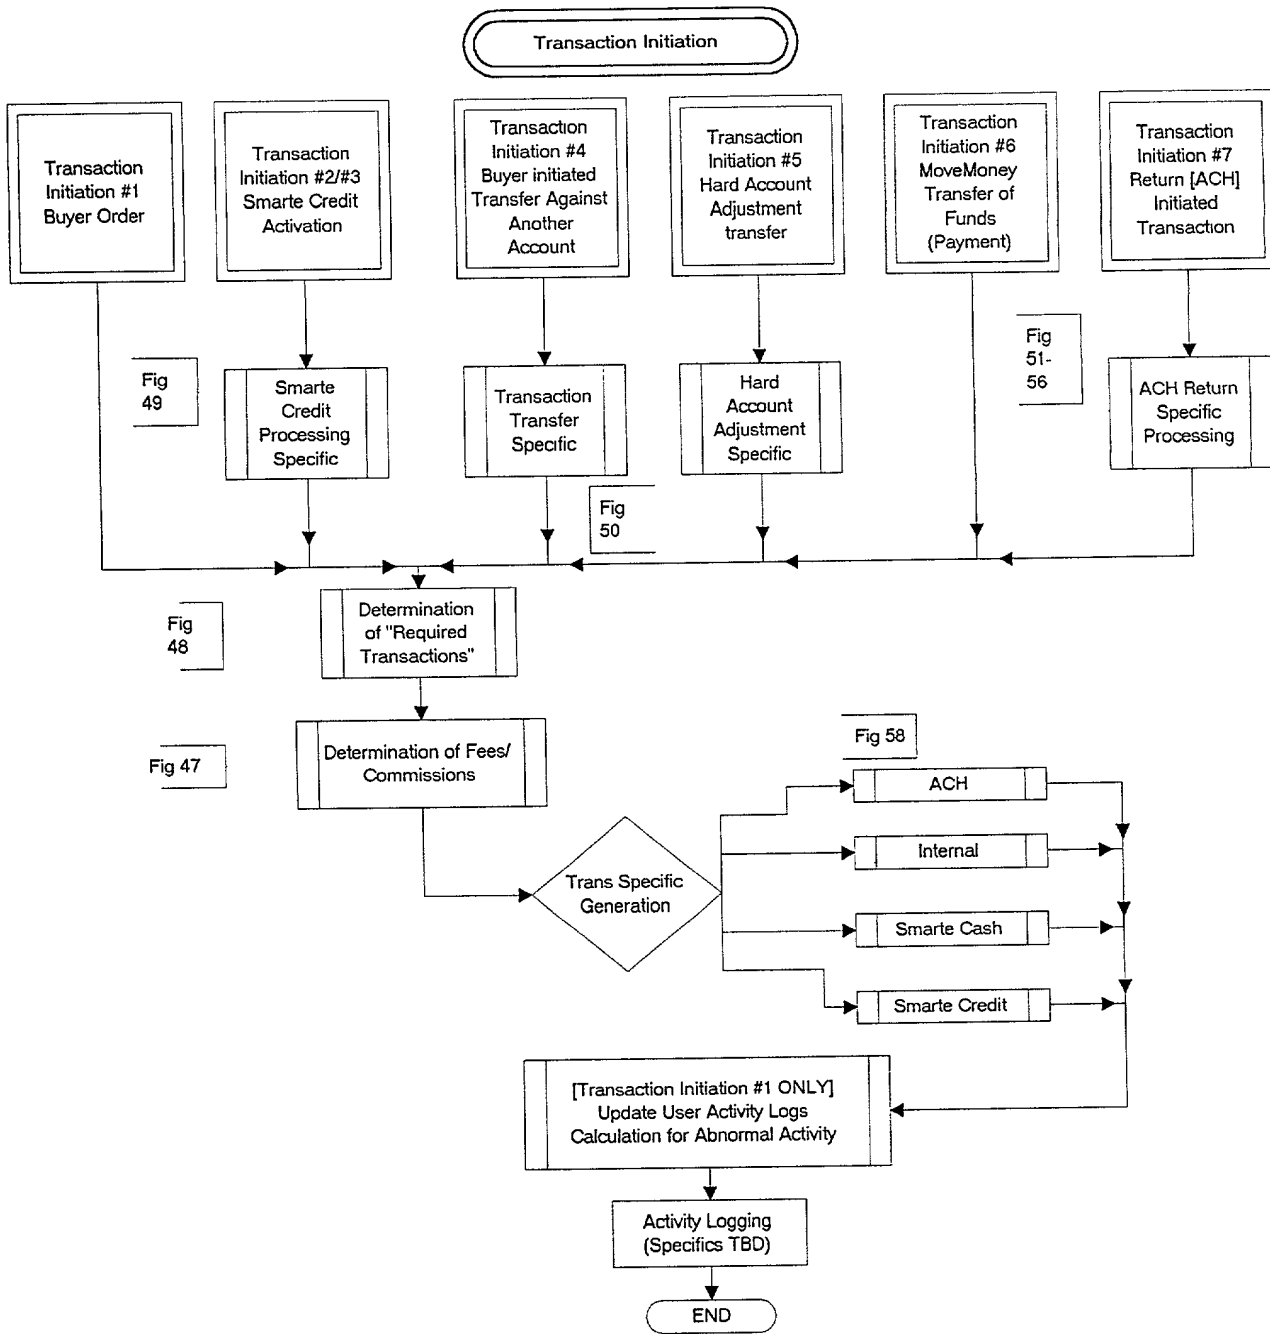 Transaction Initiation
Transaction
Initiation #1
Buyer Order
Transaction
Initiation #2/#3
Smarte Credit
Activation
Transaction
Initiation #4
Buyer initiated
Transfer Against
Another
Account
Transaction
Initiation #5
Hard Account
Adjustment
transfer
Transaction
Initiation #6
MoveMoney
Transfer of
Funds
(Payment)
Transaction
Initiation #7
Return [ACH]
Initiated
Transaction
Fig
49
Smarte
Credit
Processing
Specific
Transaction
Transfer
Specific
Hard
Account
Adjustment
Specific
Fig
51-
56
ACH Return
Specific
Processing
Fig
50
Fig
48
Determination
of "Required
Transactions"
Fig 47
Determination of Fees/
Commissions
Fig 58
ACH
Internal
Trans Specific
Generation
Smarte Cash
Smarte Credit
[Transaction Initiation #1 ONLY]
Update User Activity Logs
Calculation for Abnormal Activity
Activity Logging
(Specifics TBD)
END